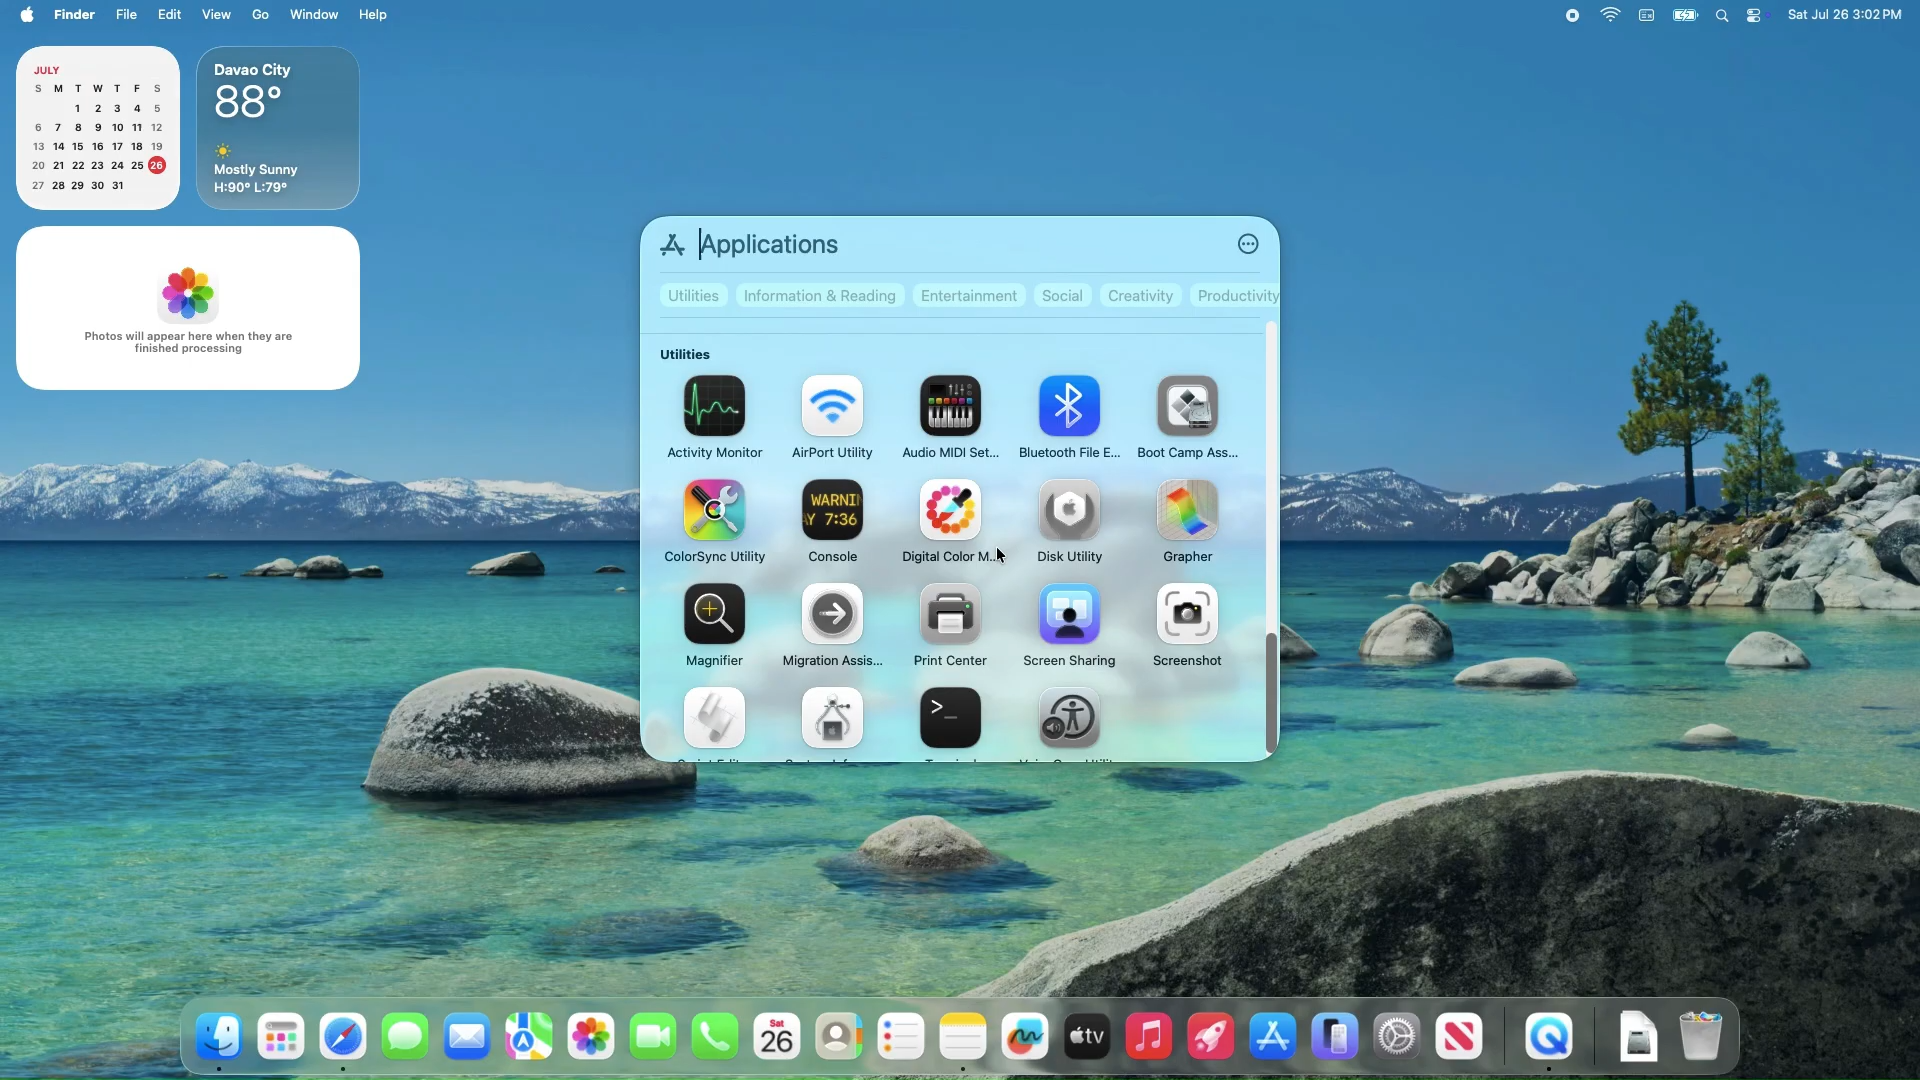 Finder File Edit View Go Window Help
Sat Jul 26 3:02 PM
JULY
S M T W T F S
1 2 3 4 5
6 7 8 9 10 11 12
13 14 15 16 17 18 19
20 21 22 23 24 25 26
27 28 29 30 31
Davao City
88°
Mostly Sunny
H:90° L:79°
Photos will appear here when they are
finished processing
Applications
Utilities Information & Reading Entertainment Social Creativity Productivity
Utilities
Activity Monitor AirPort Utility Audio MIDI Set... Bluetooth File E... Boot Camp Ass...
WARNIN
Y 7:36
ColorSync Utility Console Digital Color M... Disk Utility Grapher
Magnifier Migration Assis... Print Center Screen Sharing Screenshot
>_
Sat
26
tv